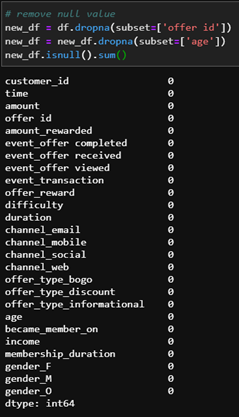 # remove null value
new_df = df.dropna(subset=['offer id'])
new_df = new_df.dropna(subset=['age'])
new_df.isnull().sum()
customer_id 0
time 0
amount 0
offer id 0
amount_rewarded 0
event_offer completed 0
event_offer received 0
event_offer viewed 0
event_transaction 0
offer_reward 0
difficulty 0
duration 0
channel_email 0
channel_mobile 0
channel_social 0
channel_web 0
offer_type_bogo 0
offer_type_discount 0
offer_type_informational 0
age 0
became_member_on 0
income 0
membership_duration 0
gender_F 0
gender_M 0
gender_O 0
dtype: int64